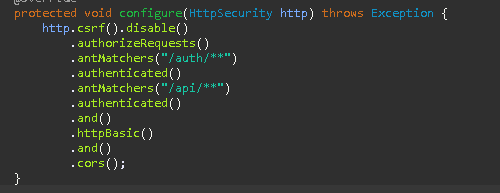 @Override
protected void configure(HttpSecurity http) throws Exception {
http.csrf().disable()
.authorizeRequests()
.antMatchers("/auth/**")
.authenticated()
.antMatchers("/api/**")
.authenticated()
.and()
.httpBasic()
.and()
.cors();
}